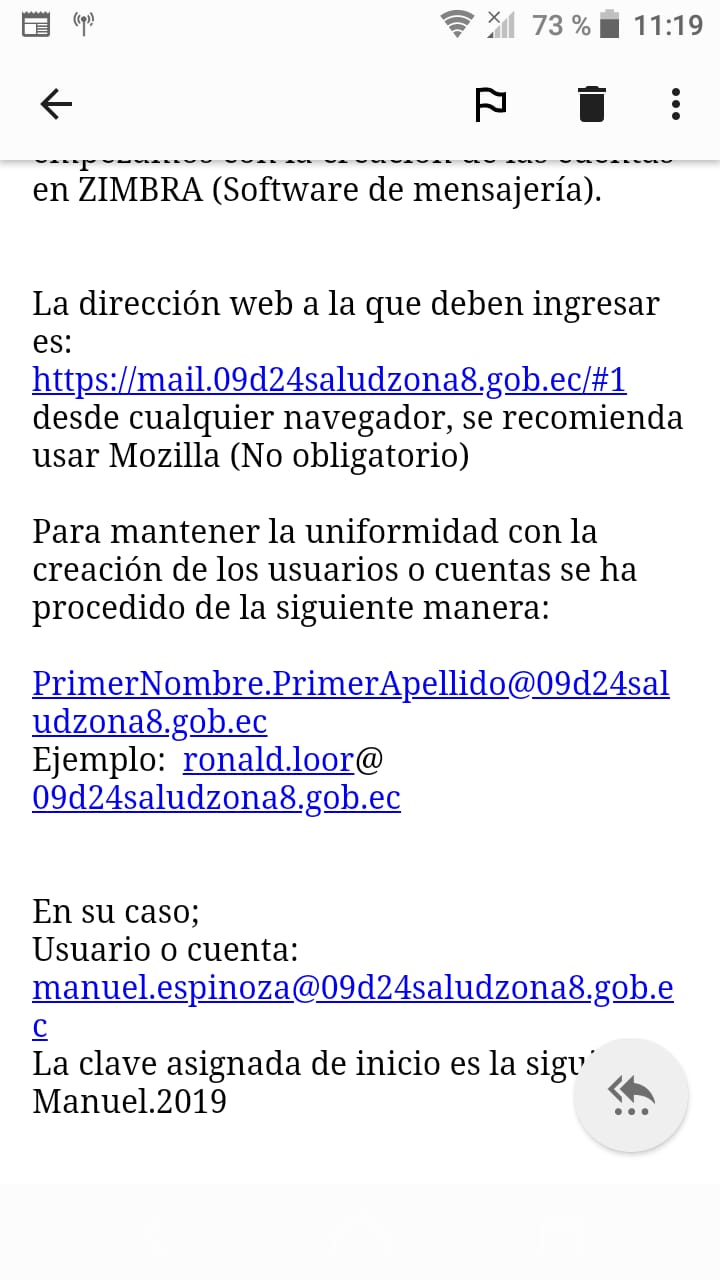 73 % 11:19
en ZIMBRA (Software de mensajería).
La dirección web a la que deben ingresar
es:
https://mail.09d24saludzona8.gob.ec/#1
desde cualquier navegador, se recomienda
usar Mozilla (No obligatorio)
Para mantener la uniformidad con la
creación de los usuarios o cuentas se ha
procedido de la siguiente manera:
PrimerNombre.PrimerApellido@09d24sal
udzona8.gob.ec
Ejemplo: ronald.loor@
09d24saludzona8.gob.ec
En su caso;
Usuario o cuenta:
manuel.espinoza@09d24saludzona8.gob.e
c
La clave asignada de inicio es la sigu
Manuel.2019